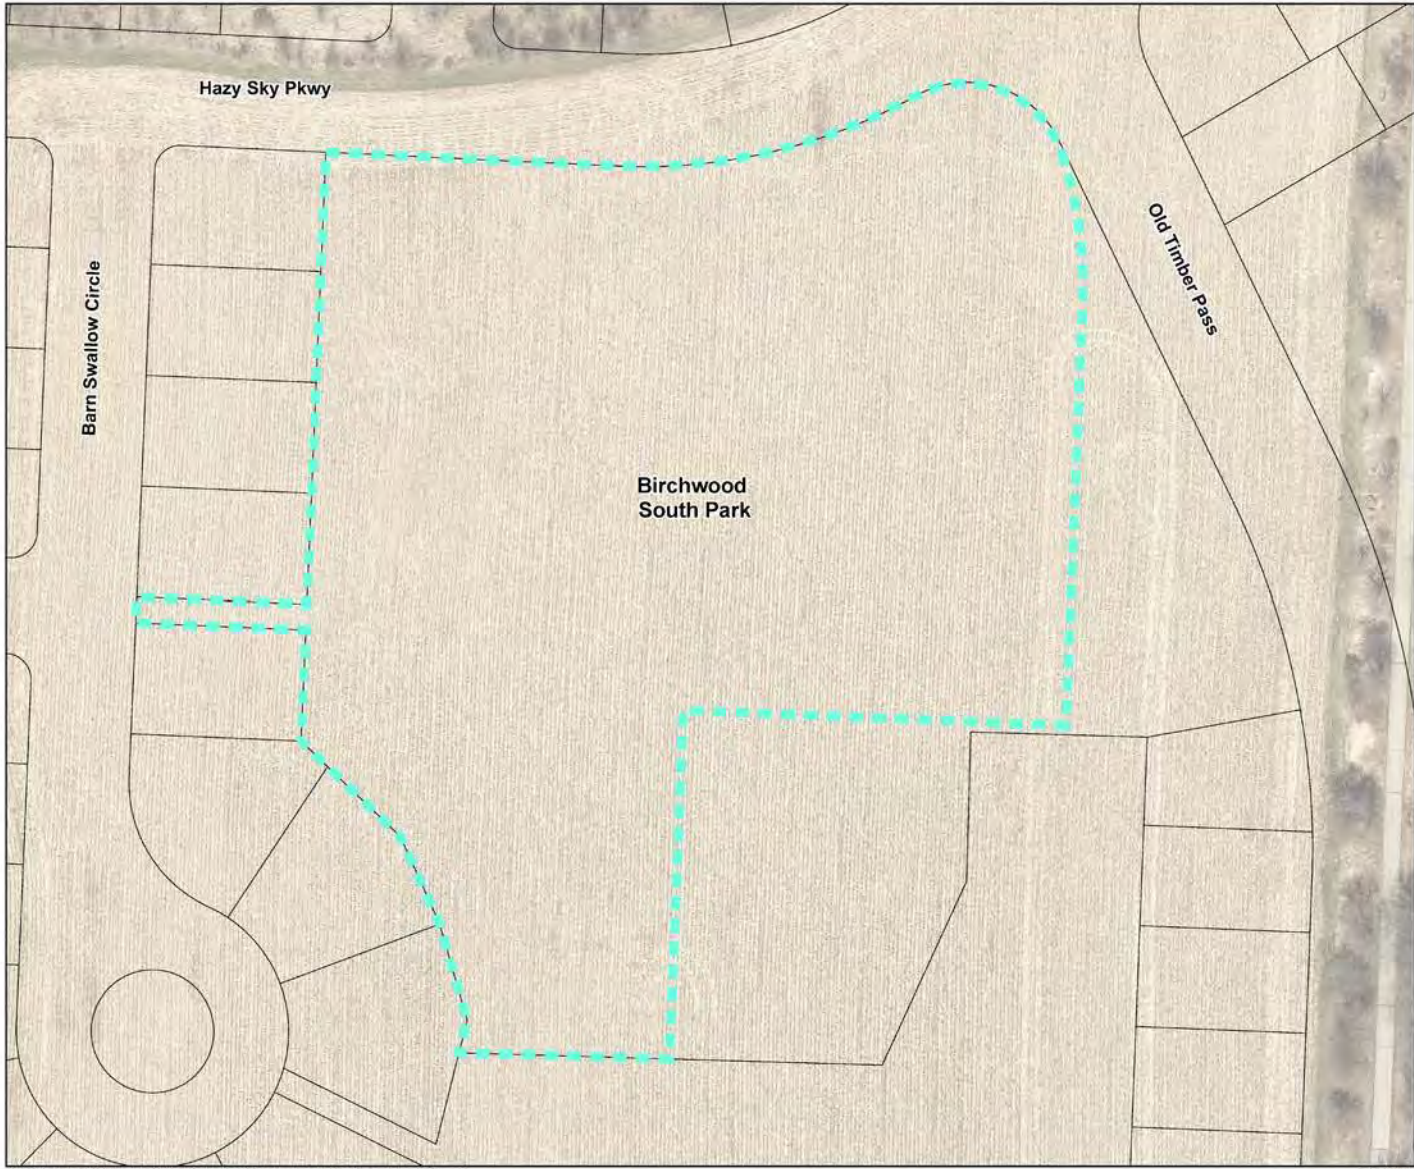 Hazy Sky Pkwy
Old Timber Pass
Barn Swallow Circle
Birchwood
South Park